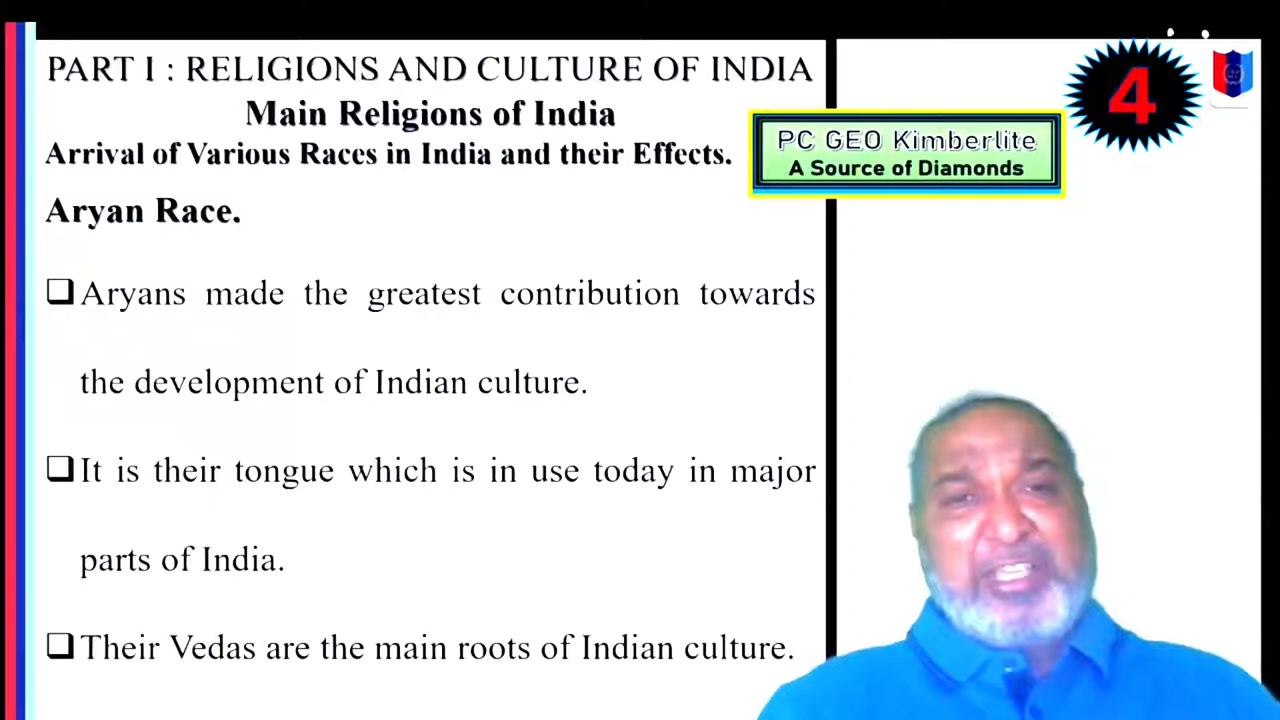 PART I : RELIGIONS AND CULTURE OF INDIA
Main Religions of India
Arrival of Various Races in India and their Effects.
Aryan Race.
❑Aryans made the greatest contribution towards
the development of Indian culture.
❑It is their tongue which is in use today in major
parts of India.
❑Their Vedas are the main roots of Indian culture.
PC GEO Kimberlite
A Source of Diamonds
4